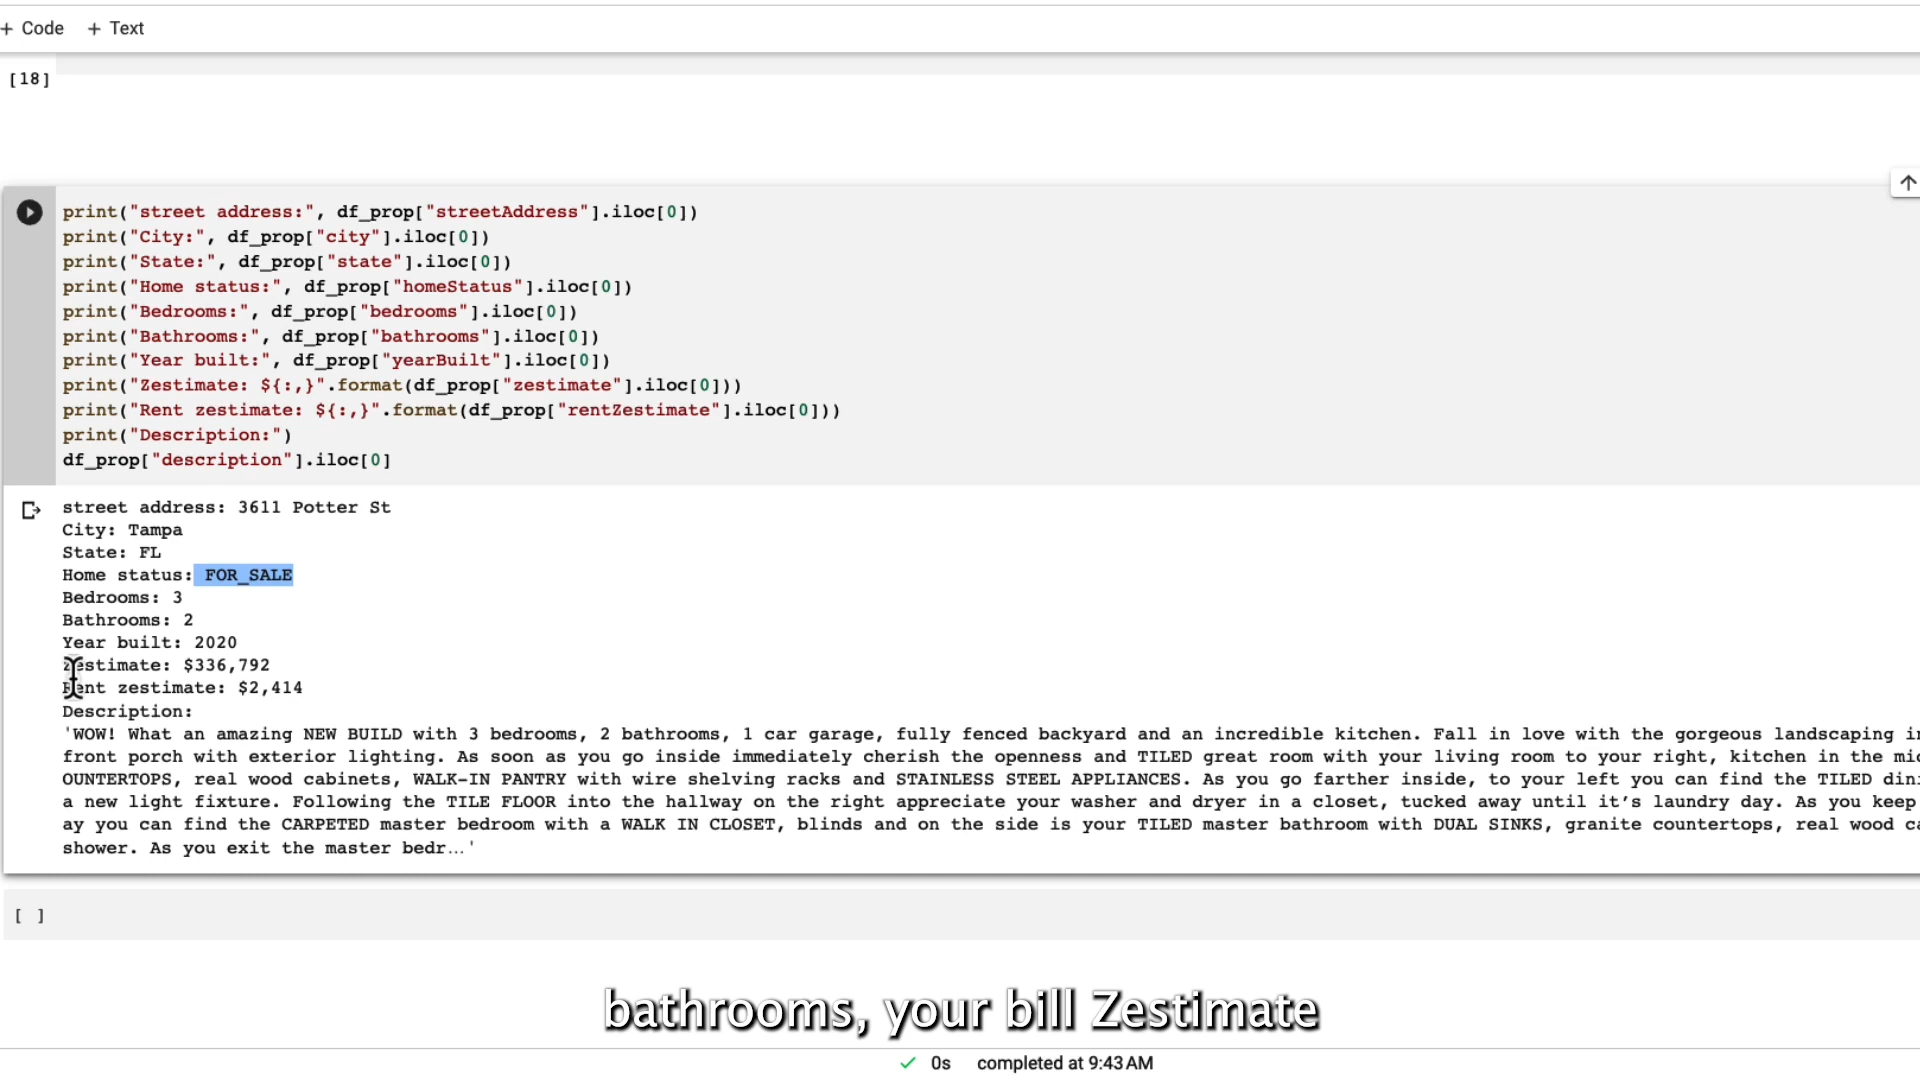 + Code + Text
[18]
print("street address:", df_prop["streetAddress"].iloc[0])
print("City:", df_prop["city"].iloc[0])
print("State:", df_prop["state"].iloc[0])
print("Home status:", df_prop["homeStatus"].iloc[0])
print("Bedrooms:", df_prop["bedrooms"].iloc[0])
print("Bathrooms:", df_prop["bathrooms"].iloc[0])
print("Year built:", df_prop["yearBuilt"].iloc[0])
print("Zestimate: ${:,}".format(df_prop["zestimate"].iloc[0]))
print("Rent zestimate: ${:,}".format(df_prop["rentZestimate"].iloc[0]))
print("Description:")
df_prop["description"].iloc[0]
street address: 3611 Potter St
City: Tampa
State: FL
Home status: FOR_SALE
Bedrooms: 3
Bathrooms: 2
Year built: 2020
Zestimate: $336,792
Rent zestimate: $2,414
Description:
'WOW! What an amazing NEW BUILD with 3 bedrooms, 2 bathrooms, 1 car garage, fully fenced backyard and an incredible kitchen. Fall in love with the gorgeous landscaping
front porch with exterior lighting. As soon as you go inside immediately cherish the openness and TILED great room with your living room to your right, kitchen in the
OUNTERTOPS, real wood cabinets, WALK-IN PANTRY with wire shelving racks and STAINLESS STEEL APPLIANCES. As you go farther inside, to your left you can find the TILED
a new light fixture. Following the TILE FLOOR into the hallway on the right appreciate your washer and dryer in a closet, tucked away until it’s laundry day. As you keep
ay you can find the CARPETED master bedroom with a WALK IN CLOSET, blinds and on the side is your TILED master bathroom with DUAL SINKS, granite countertops, real wood
shower. As you exit the master bedr…'
[ ]
bathrooms, your bill Zestimate
0s completed at 9:43 AM